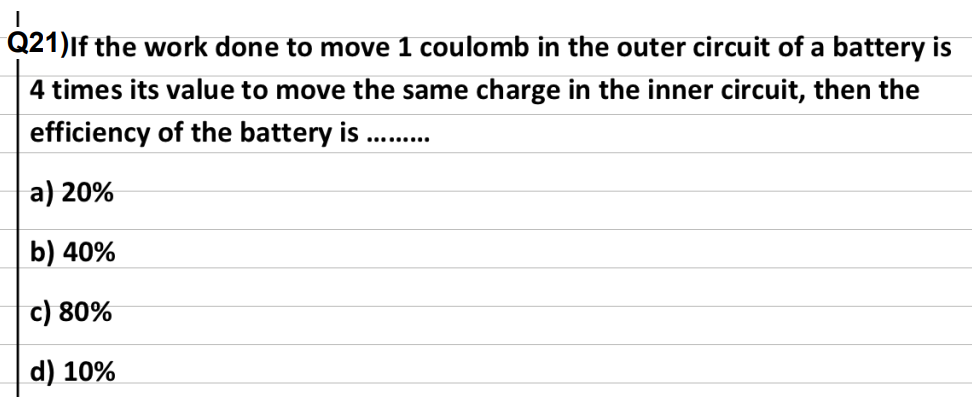 Q21)If the work done to move 1 coulomb in the outer circuit of a battery is
4 times its value to move the same charge in the inner circuit, then the
efficiency of the battery is .........
a) 20%
b) 40%
c) 80%
d) 10%